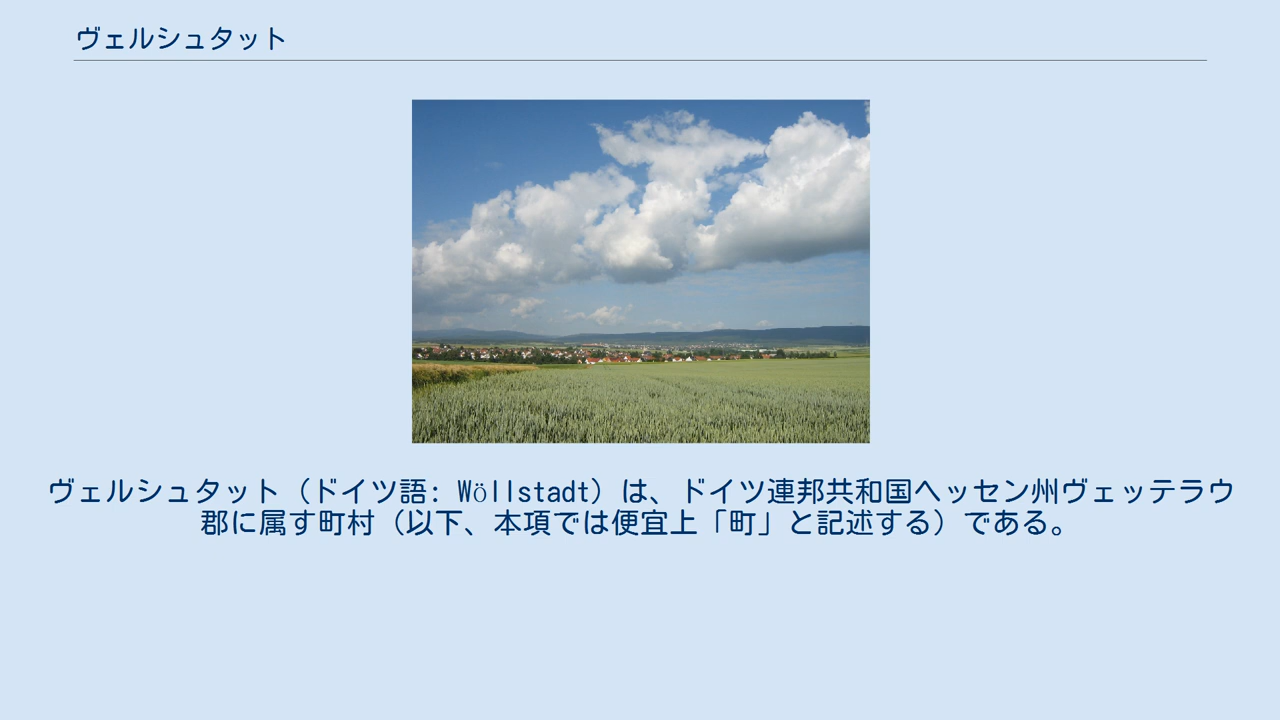 ヴェルシュタット
ヴェルシュタット（ドイツ語: Wöllstadt）は、ドイツ連邦共和国ヘッセン州ヴェッテラウ
郡に属す町村（以下、本項では便宜上「町」と記述する）である。